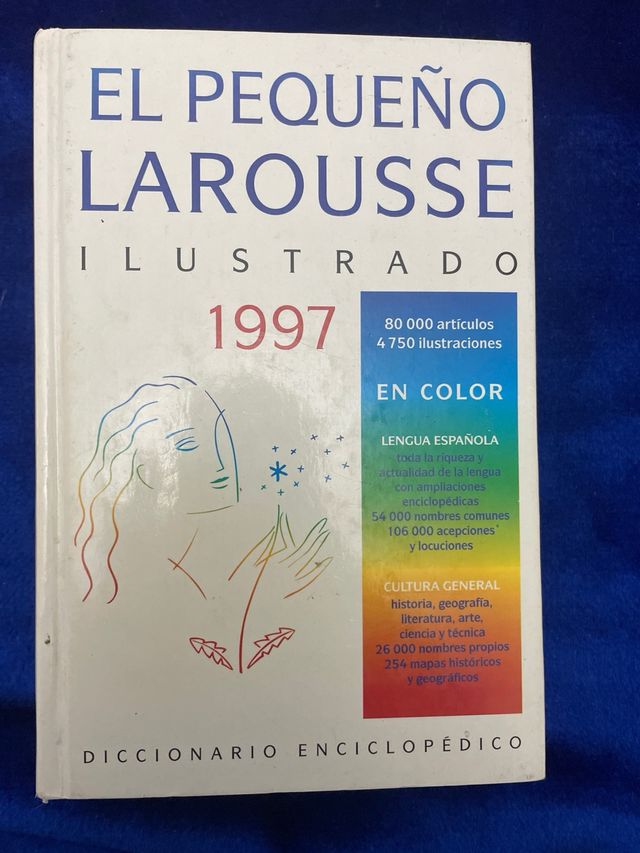 EL PEQUEÑO
LAROUSSE
ILUSTRADO
1997
80 000 artículos
4 750 ilustraciones
EN COLOR
LENGUA ESPAÑOLA
toda la riqueza y
actualidad de la lengua
con ampliaciones
enciclopédicas
54 000 nombres comunes
106 000 acepciones
y locuciones
CULTURA GENERAL
historia, geografía,
literatura, arte,
ciencia y técnica
26 000 nombres propios
254 mapas históricos
y geográficos
DICCIONARIO ENCICLOPÉDICO